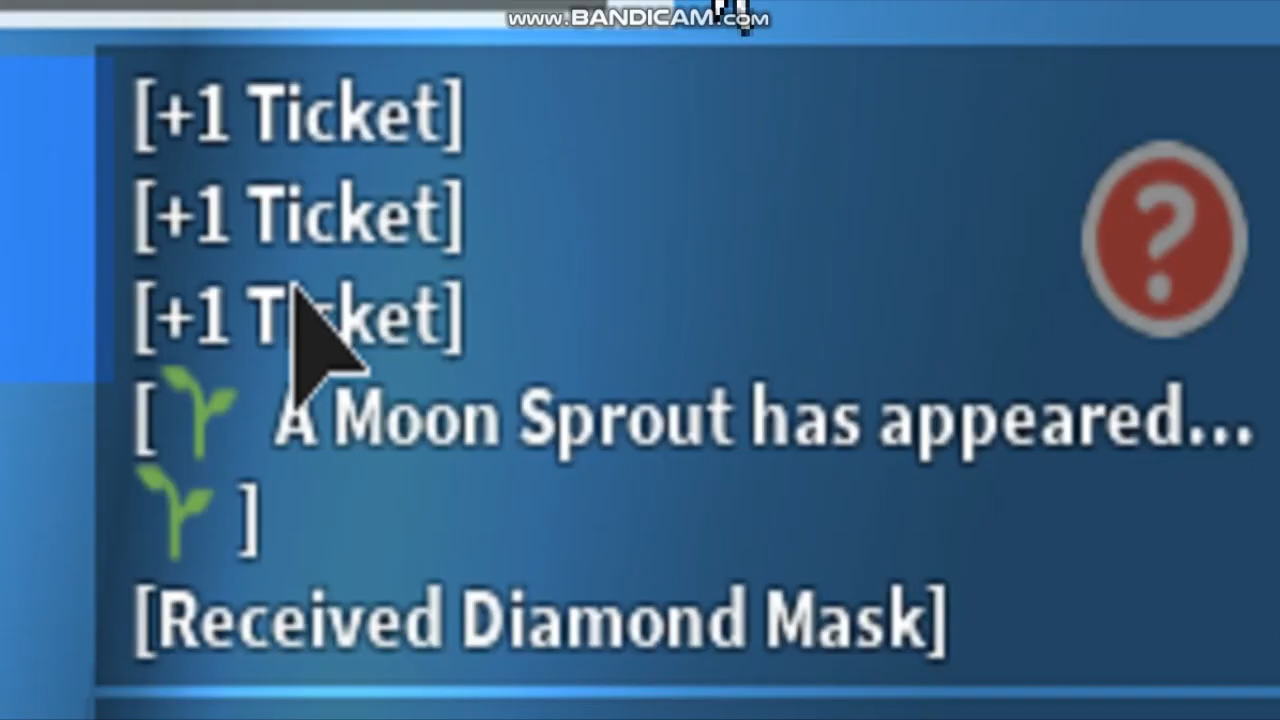 www.BANDICAM.COM
[+1 Ticket]
[+1 Ticket]
[+1 Ticket]
[🌱 A Moon Sprout has appeared...
🌱 ]
[Received Diamond Mask]
?